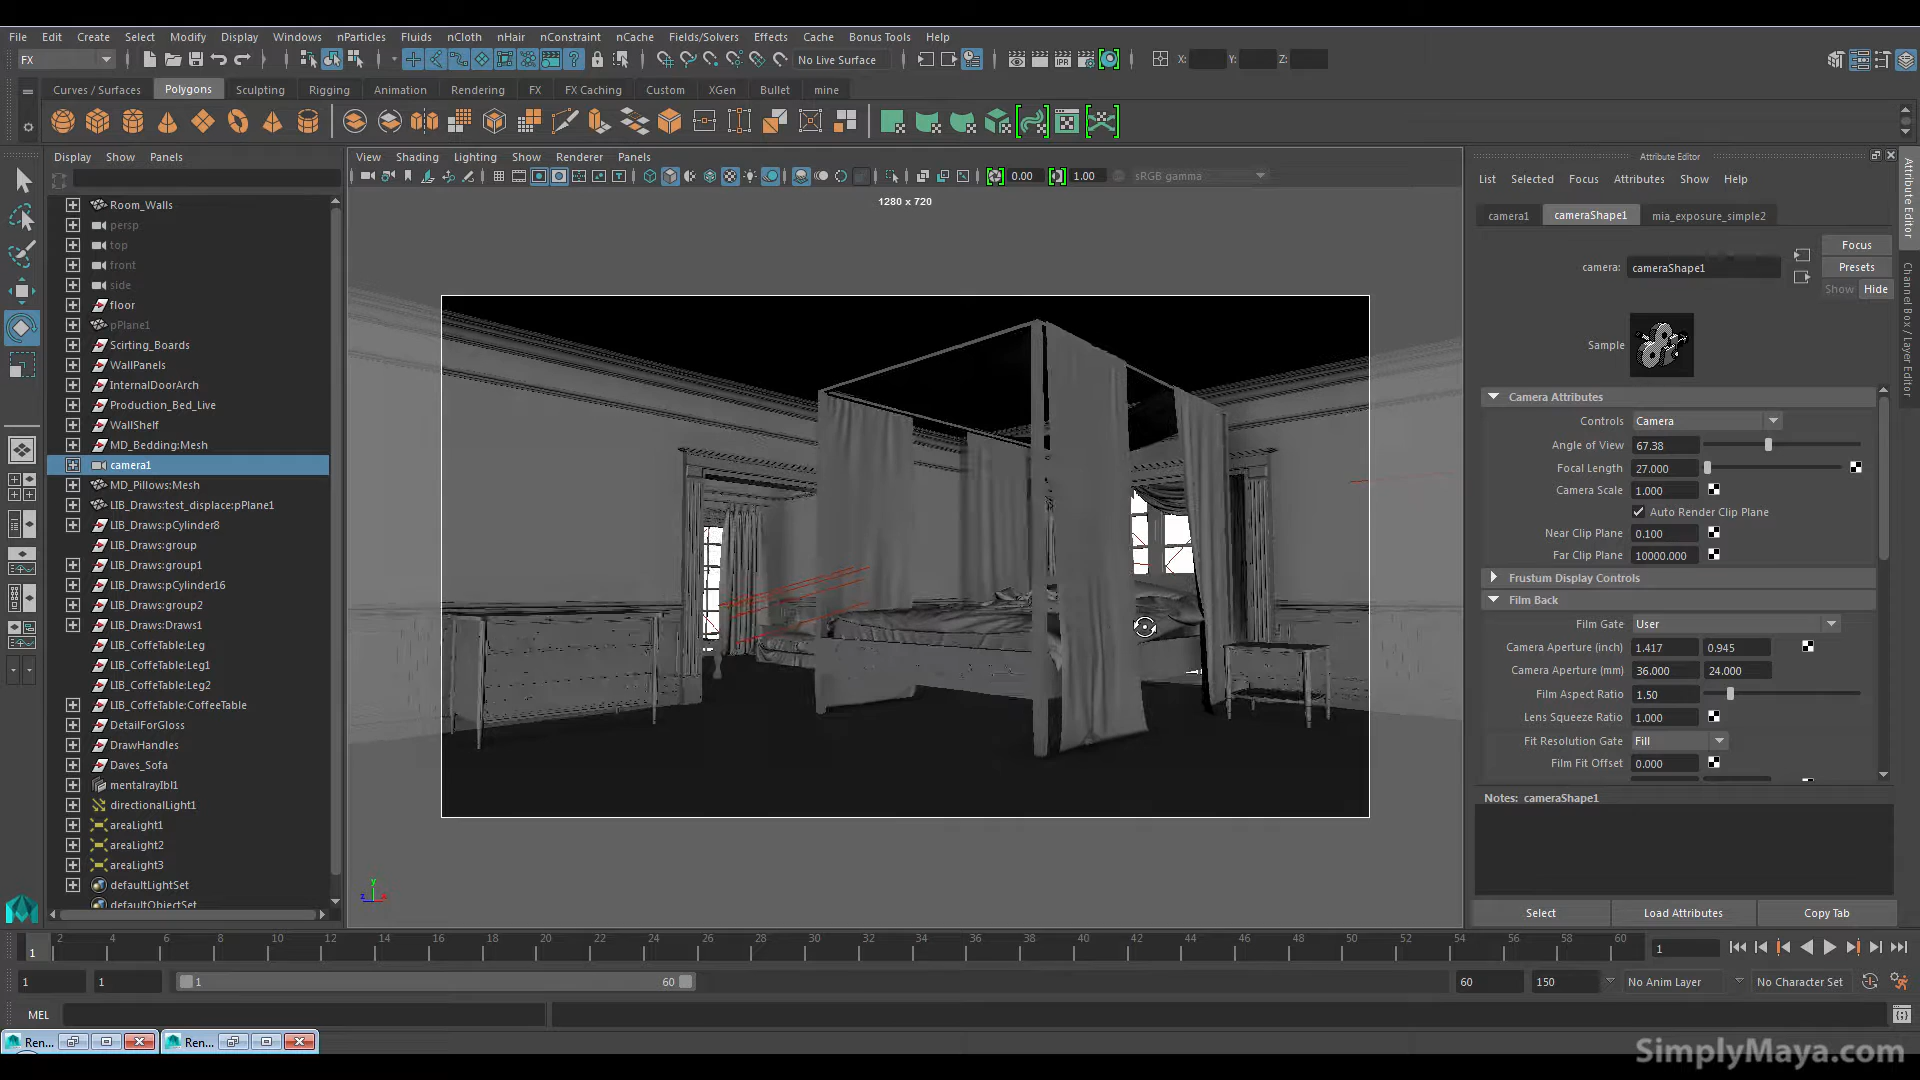 File Edit Create Select Modify Display Windows nParticles Fluids nCloth nHair nConstraint nCache Fields/Solvers Effects Cache Bonus Tools Help
FX No Live Surface X: Y: Z:
Curves / Surfaces Polygons Sculpting Rigging Animation Rendering FX FX Caching Custom XGen Bullet mine
Display Show Panels
View Shading Lighting Show Renderer Panels
0.00 1.00 sRGB gamma
1280 x 720
Room_Walls
persp
top
front
side
floor
pPlane1
Scirting_Boards
WallPanels
InternalDoorArch
Production_Bed_Live
WallShelf
MD_Bedding:Mesh
camera1
MD_Pillows:Mesh
LIB_Draws:test_displace:pPlane1
LIB_Draws:pCylinder8
LIB_Draws:group
LIB_Draws:group1
LIB_Draws:pCylinder16
LIB_Draws:group2
LIB_Draws:Draws1
LIB_CoffeTable:Leg
LIB_CoffeTable:Leg1
LIB_CoffeTable:Leg2
LIB_CoffeTable:CoffeeTable
DetailForGloss
DrawHandles
Daves_Sofa
mentalrayIbl1
directionalLight1
areaLight1
areaLight2
areaLight3
defaultLightSet
defaultObjectSet
y
z x
Attribute Editor
List Selected Focus Attributes Show Help
camera1 cameraShape1 mia_exposure_simple2
Focus
camera: cameraShape1
Presets
Show Hide
Sample
Camera Attributes
Controls Camera
Angle of View 67.38
Focal Length 27.000
Camera Scale 1.000
Auto Render Clip Plane
Near Clip Plane 0.100
Far Clip Plane 10000.000
Frustum Display Controls
Film Back
Film Gate User
Camera Aperture (inch) 1.417 0.945
Camera Aperture (mm) 36.000 24.000
Film Aspect Ratio 1.50
Lens Squeeze Ratio 1.000
Fit Resolution Gate Fill
Film Fit Offset 0.000
Notes: cameraShape1
Select Load Attributes Copy Tab
Attribute Editor
Channel Box / Layer Editor
1 2 4 6 8 10 12 14 16 18 20 22 24 26 28 30 32 34 36 38 40 42 44 46 48 50 52 54 56 58 60 1
1 1 1 60 60 150 No Anim Layer No Character Set
MEL
Ren... Ren...
SimplyMaya.com